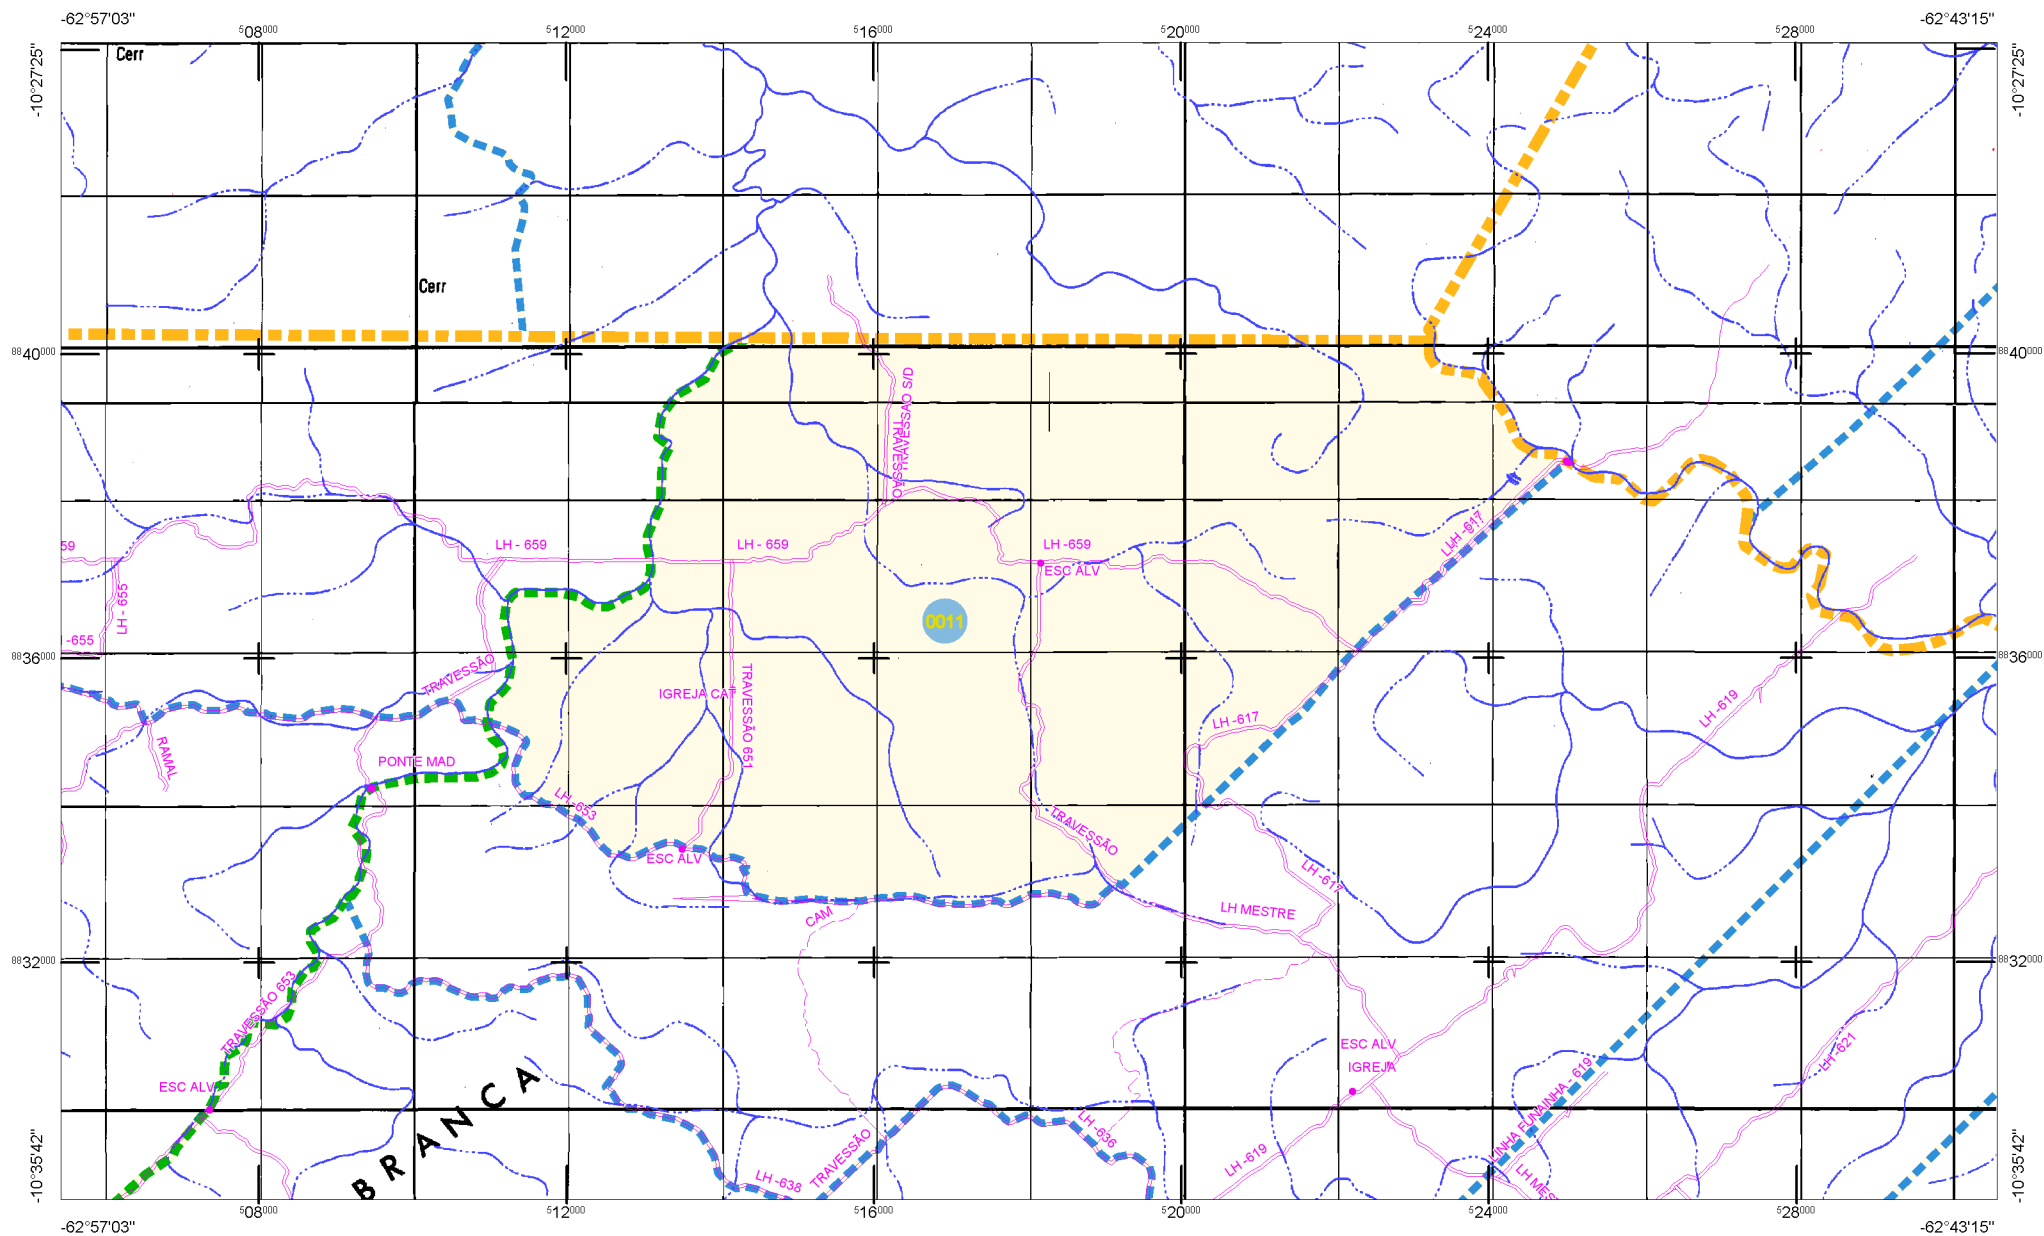 -62°57'03"
508000
512000
516000
520000
524000
528000
-62°43'15"
-10°27'25"
-10°27'25"
Cerr
Cerr
8840000
8840000
TRAVESSAO S/D
TRAVESSÃO
59
LH - 659
LH - 659
LH -659
LH -617
ESC ALV
LH - 655
-655
0011
8836000
8836000
TRAVESSÃO
IGREJA CAT
TRAVESSÃO 651
LH -617
LH -619
RAMAL
PONTE MAD
LH -653
TRAVESSÃO
ESC ALV
LH -617
CAM
LH MESTRE
8832000
8832000
TRAVESSÃO 653
ESC ALV
ESC ALV
IGREJA
LH -621
LINHA FUNAINHA
619
BRANCA
LH -636
TRAVESSÃO
LH -638
LH -619
LH MES
-10°35'42"
-10°35'42"
-62°57'03"
508000
512000
516000
520000
524000
528000
-62°43'15"